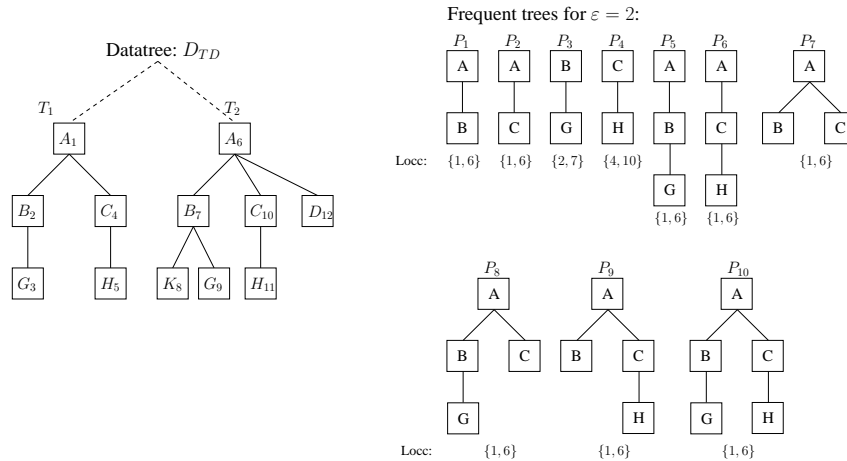 Frequent trees for ε = 2:
Datatree: D_{TD}
P_1 P_2 P_3 P_4 P_5 P_6 P_7
A A B C A A A
T_1 T_2
A_1 A_6
B C G H B C B C
Locc: {1, 6} {1, 6} {2, 7} {4, 10} {1, 6}
G H
B_2 C_4 B_7 C_10 D_12
{1, 6} {1, 6}
G_3 H_5 K_8 G_9 H_11
P_8 P_9 P_10
A A A
B C B C B C
G H G H
Locc: {1, 6} {1, 6} {1, 6}